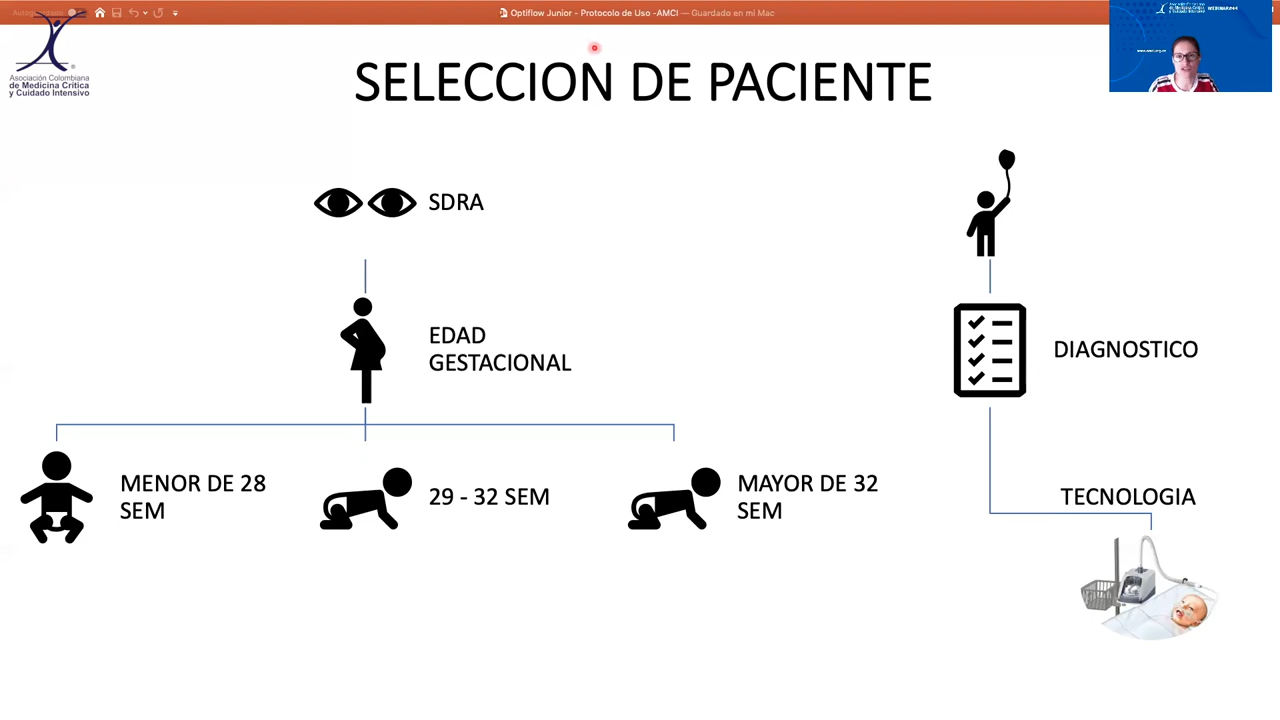 Optiflow Junior - Protocolo de Uso -AMCI — Guardado en mi Mac
Asociación Colombiana
de Medicina Crítica
y Cuidado Intensivo
SELECCION DE PACIENTE
SDRA
EDAD
GESTACIONAL
DIAGNOSTICO
MENOR DE 28
SEM
29 - 32 SEM
MAYOR DE 32
SEM
TECNOLOGIA